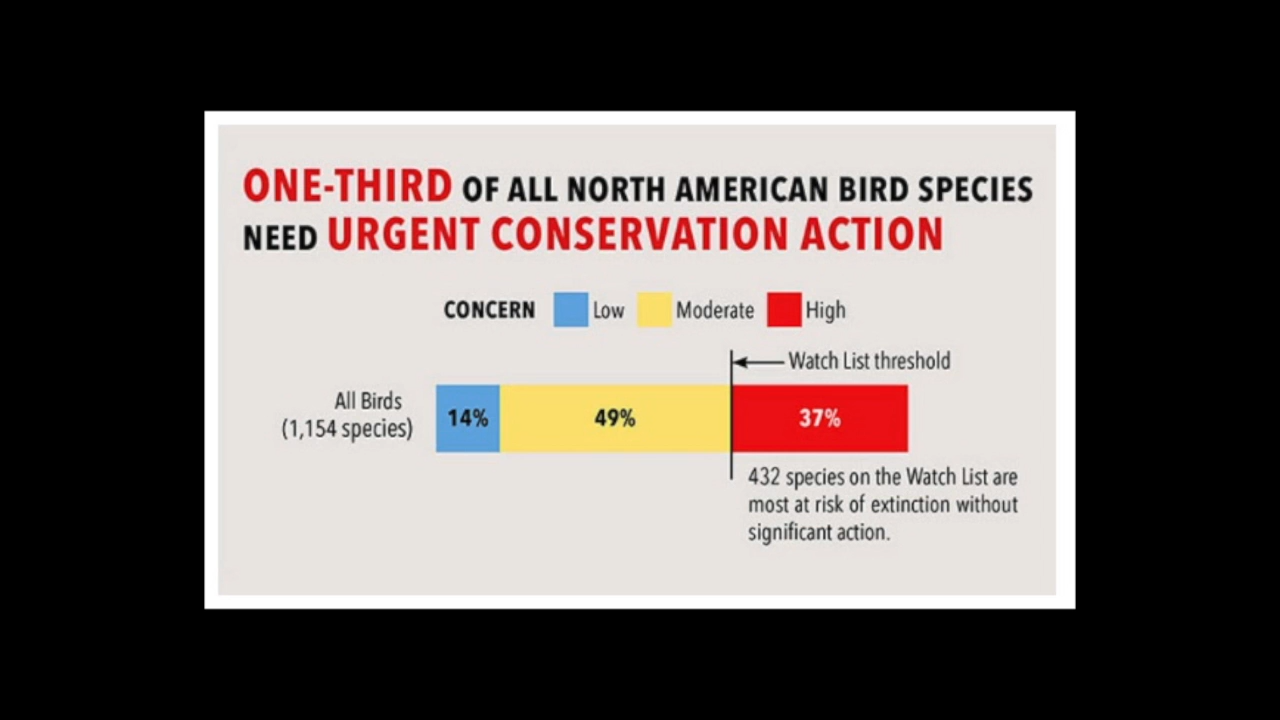 ONE-THIRD OF ALL NORTH AMERICAN BIRD SPECIES
NEED URGENT CONSERVATION ACTION
CONCERN Low Moderate High
Watch List threshold
All Birds
(1,154 species)
14% 49% 37%
432 species on the Watch List are
most at risk of extinction without
significant action.